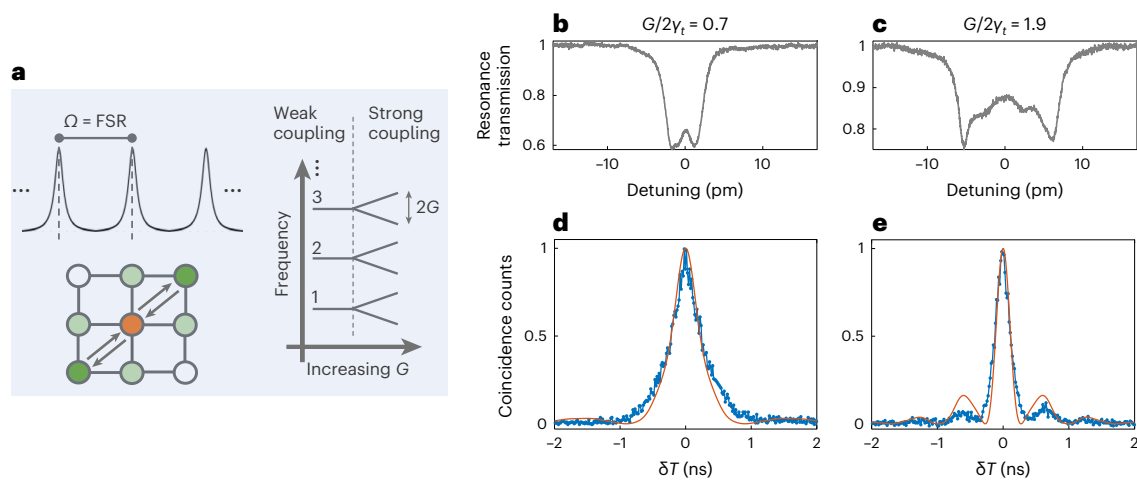 a
Ω = FSR
...
...
Weak
coupling
Strong
coupling
...
3
2
1
2G
Frequency
Increasing G
b
G/2γt = 0.7
1
0.8
0.6
Resonance
transmission
−10
0
10
Detuning (pm)
c
G/2γt = 1.9
1
0.9
0.8
−10
0
10
Detuning (pm)
d
1
0.5
0
Coincidence counts
−2
−1
0
1
2
δT (ns)
e
1
0.5
0
−2
−1
0
1
2
δT (ns)